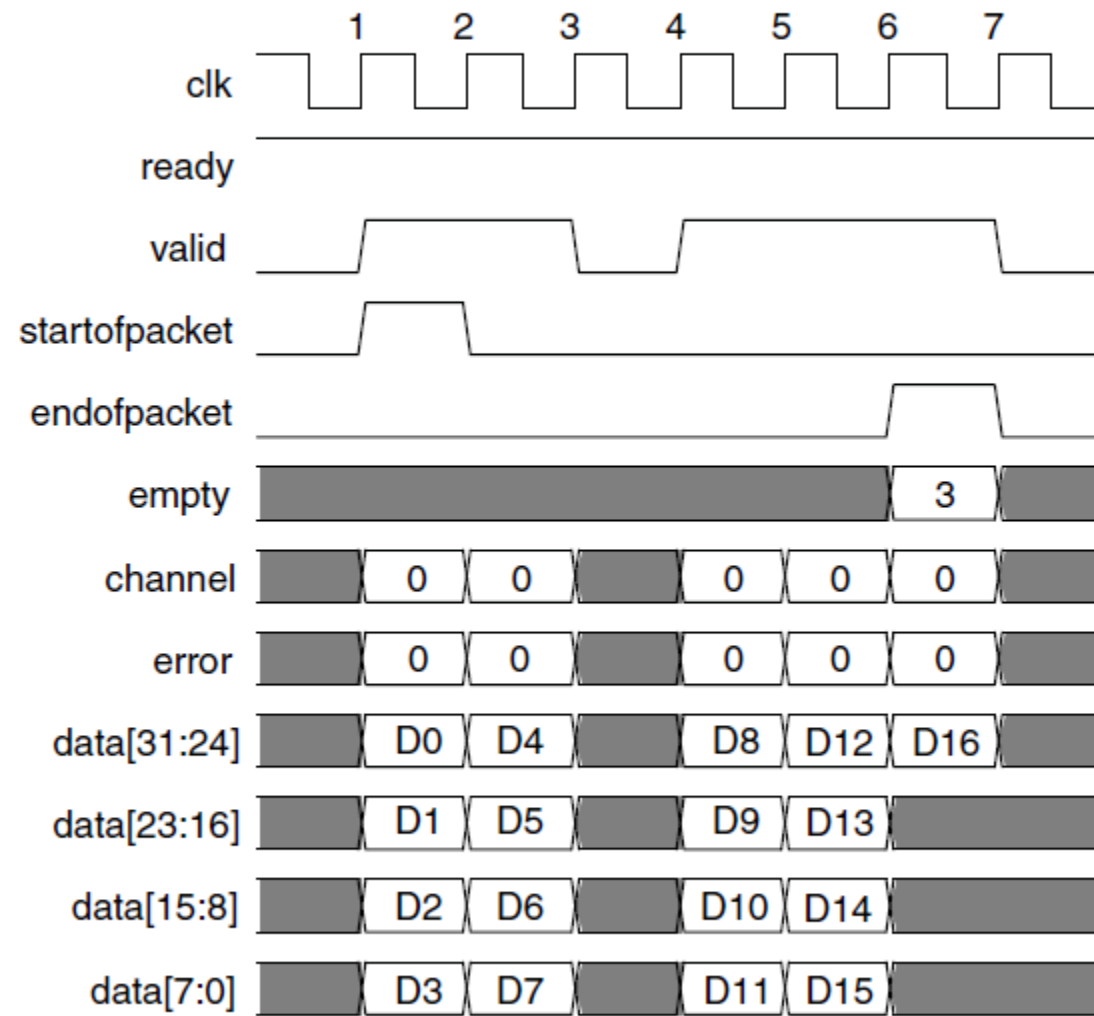 1 2 3 4 5 6 7
clk
ready
valid
startofpacket
endofpacket
empty 3
channel 0 0 0 0 0
error 0 0 0 0 0
data[31:24] D0 D4 D8 D12 D16
data[23:16] D1 D5 D9 D13
data[15:8] D2 D6 D10 D14
data[7:0] D3 D7 D11 D15